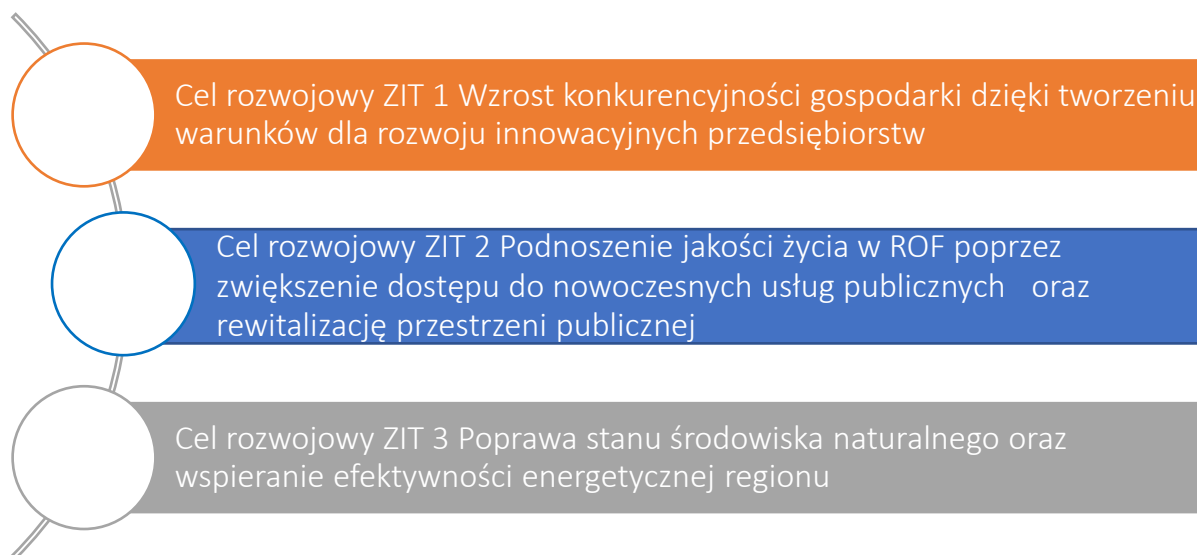 Cel rozwojowy ZIT 1 Wzrost konkurencyjności gospodarki dzięki tworzeniu
warunków dla rozwoju innowacyjnych przedsiębiorstw
Cel rozwojowy ZIT 2 Podnoszenie jakości życia w ROF poprzez
zwiększenie dostępu do nowoczesnych usług publicznych   oraz
rewitalizację przestrzeni publicznej
Cel rozwojowy ZIT 3 Poprawa stanu środowiska naturalnego oraz
wspieranie efektywności energetycznej regionu